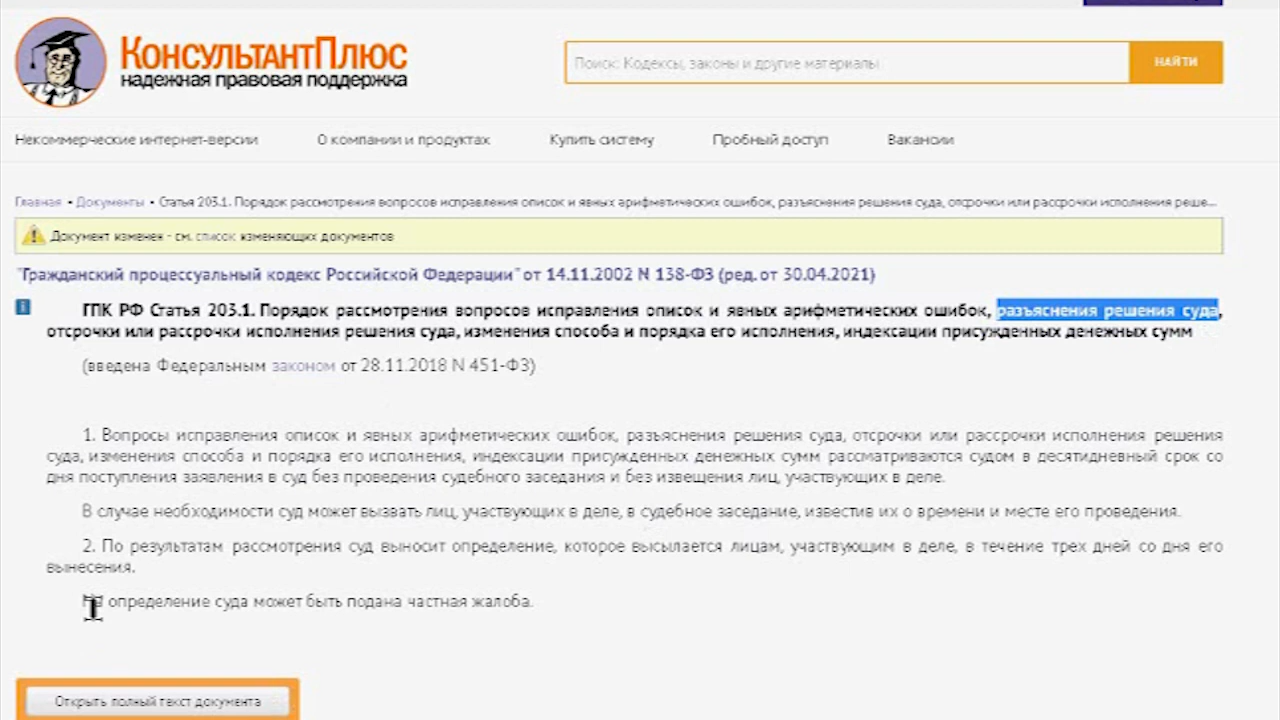 КонсультантПлюс
надежная правовая поддержка
Поиск: Кодексы, законы и другие материалы
НАЙТИ
Некоммерческие интернет-версии О компании и продуктах Купить систему Пробный доступ Вакансии
Главная • Документы • Статья 203.1. Порядок рассмотрения вопросов исправления описок и явных арифметических ошибок, разъяснения решения суда, отсрочки или рассрочки исполнения реше...
Документ изменен - см. список изменяющих документов
"Гражданский процессуальный кодекс Российской Федерации" от 14.11.2002 N 138-ФЗ (ред. от 30.04.2021)
ГПК РФ Статья 203.1. Порядок рассмотрения вопросов исправления описок и явных арифметических ошибок, разъяснения решения суда,
отсрочки или рассрочки исполнения решения суда, изменения способа и порядка его исполнения, индексации присужденных денежных сумм
(введена Федеральным законом от 28.11.2018 N 451-ФЗ)
1. Вопросы исправления описок и явных арифметических ошибок, разъяснения решения суда, отсрочки или рассрочки исполнения решения
суда, изменения способа и порядка его исполнения, индексации присужденных денежных сумм рассматриваются судом в десятидневный срок со
дня поступления заявления в суд без проведения судебного заседания и без извещения лиц, участвующих в деле.
В случае необходимости суд может вызвать лиц, участвующих в деле, в судебное заседание, известив их о времени и месте его проведения.
2. По результатам рассмотрения суд выносит определение, которое высылается лицам, участвующим в деле, в течение трех дней со дня его
вынесения.
На определение суда может быть подана частная жалоба.
Открыть полный текст документа